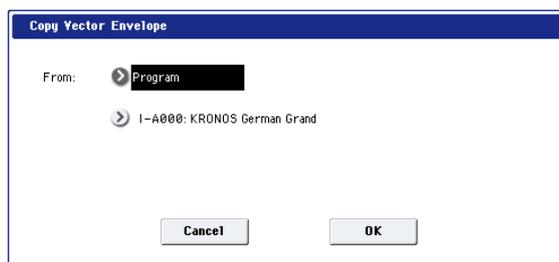 Copy Vector Envelope
From: Program
I-A000: KRONOS German Grand
Cancel OK